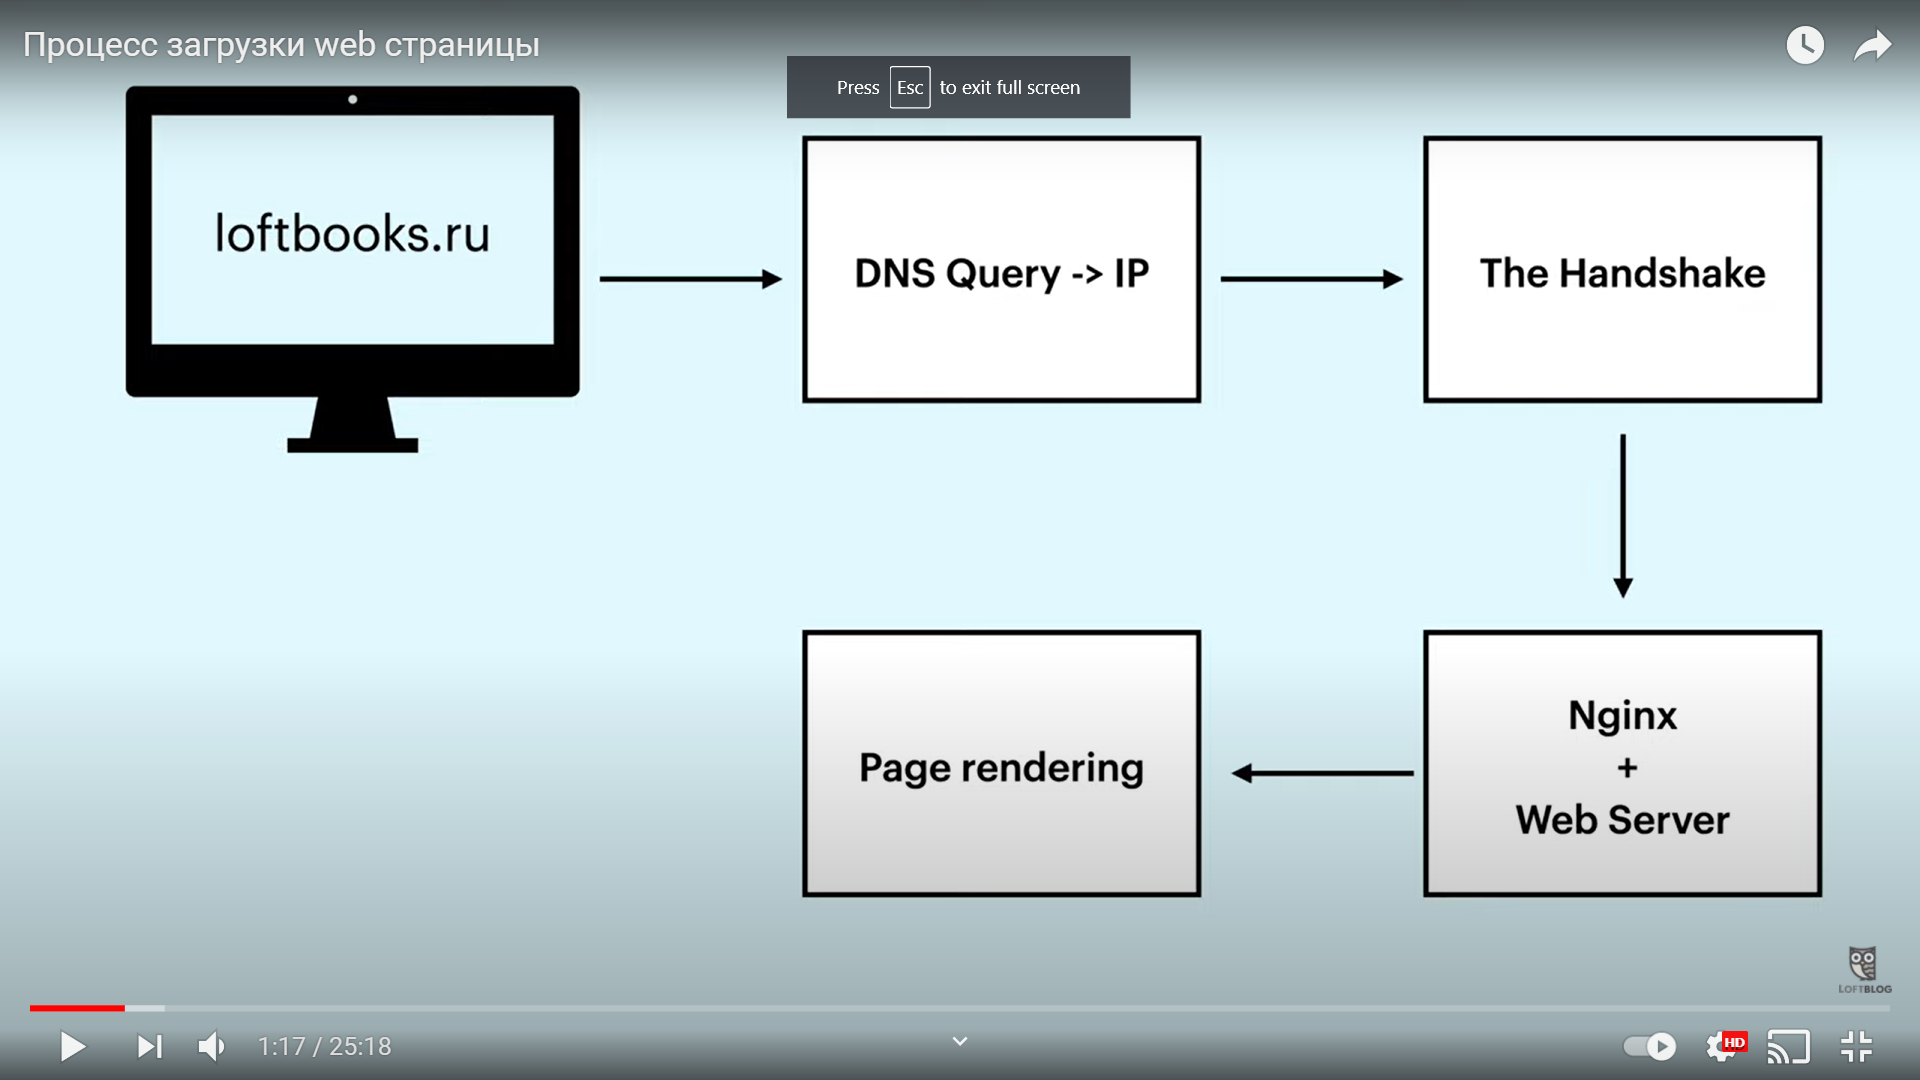 Процесс загрузки web страницы
Press Esc to exit full screen
loftbooks.ru
DNS Query -> IP
The Handshake
Page rendering
Nginx
+
Web Server
LOFTBLOG
1:17 / 25:18
HD